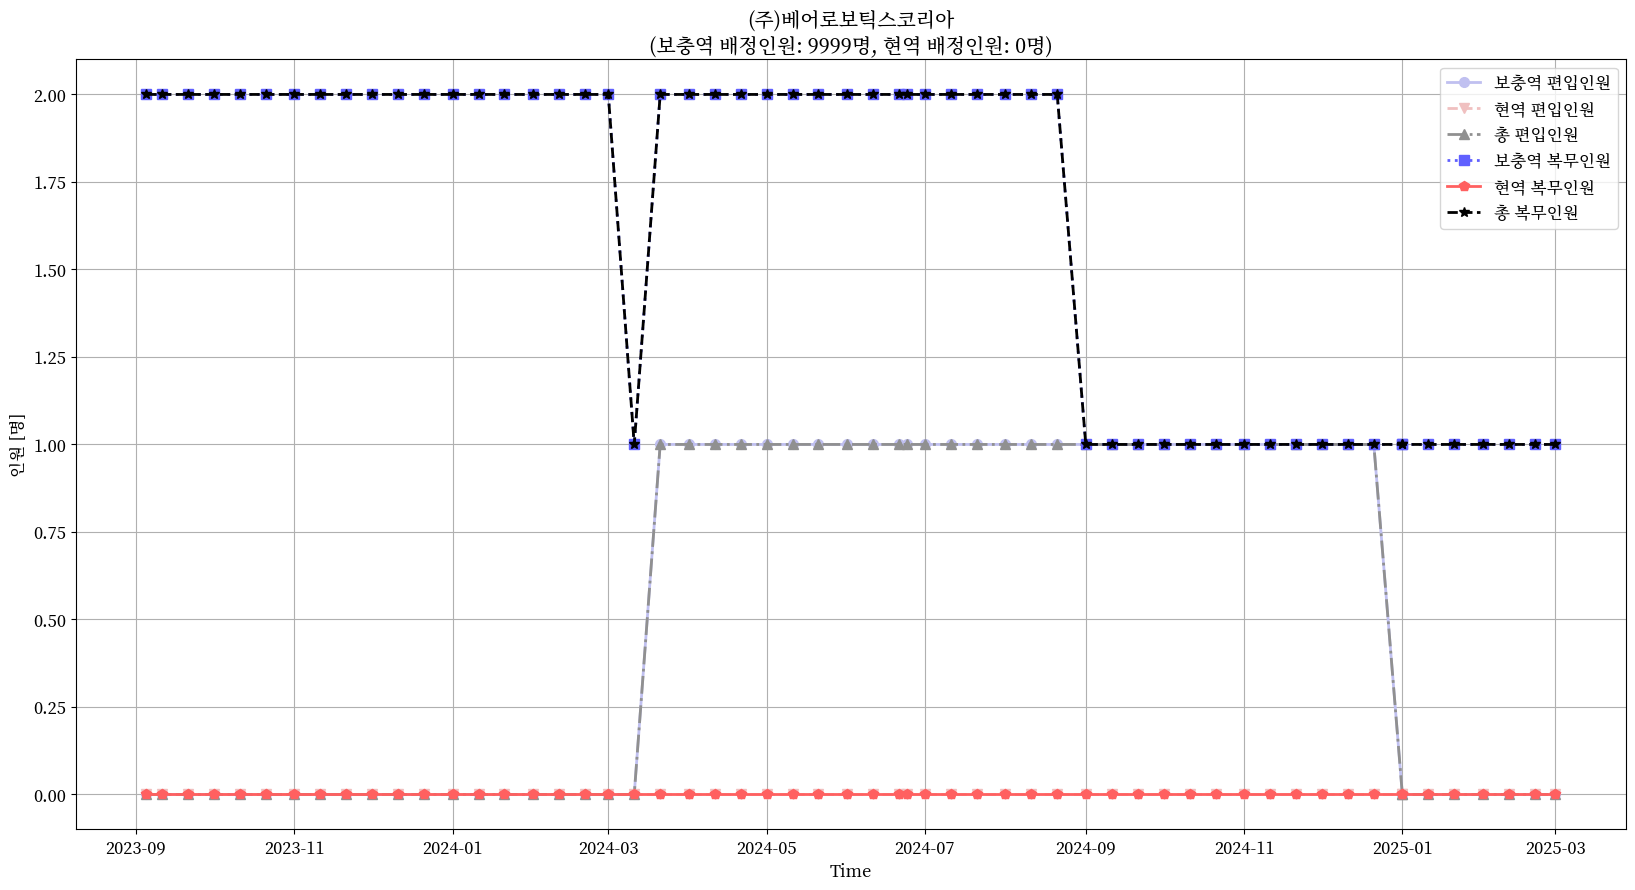 (주)베어로보틱스코리아
(보충역 배정인원: 9999명, 현역 배정인원: 0명)
보충역 편입인원
현역 편입인원
총 편입인원
보충역 복무인원
현역 복무인원
총 복무인원
2.00
1.75
1.50
1.25
1.00
0.75
0.50
0.25
0.00
인원 [명]
2023-09
2023-11
2024-01
2024-03
2024-05
2024-07
2024-09
2024-11
2025-01
2025-03
Time